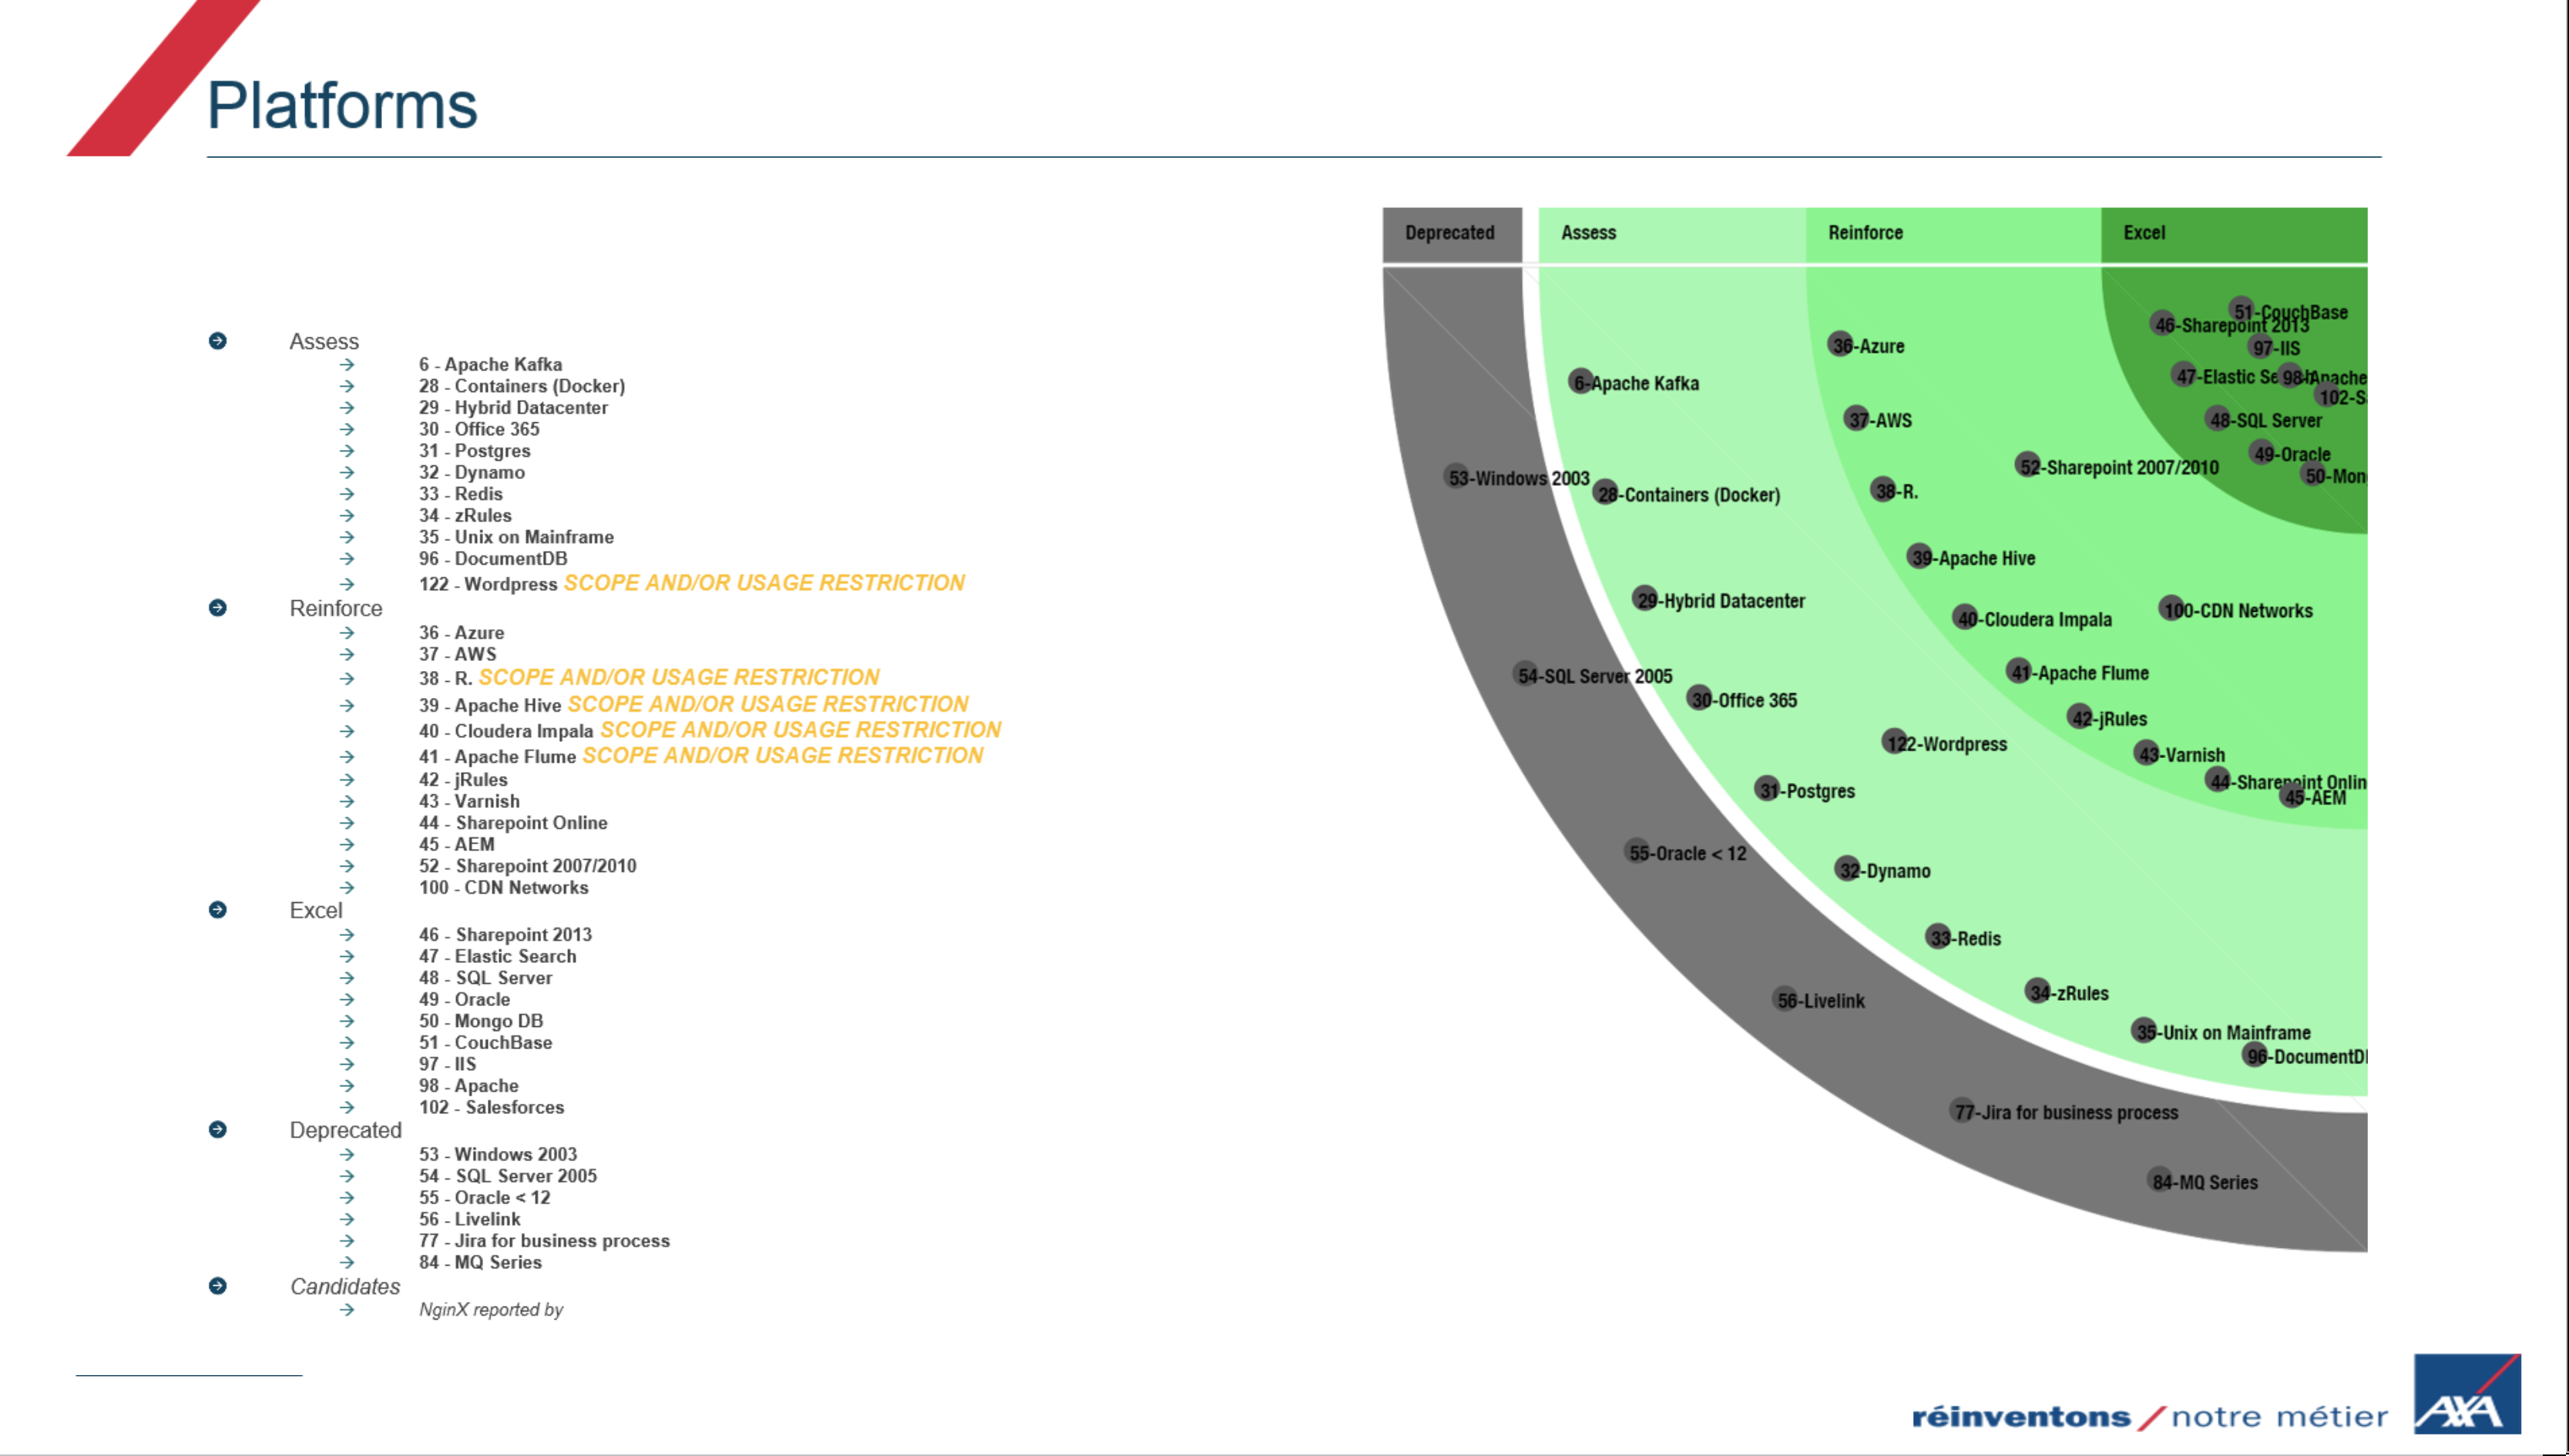 Platforms
Assess
6 - Apache Kafka
28 - Containers (Docker)
29 - Hybrid Datacenter
30 - Office 365
31 - Postgres
32 - Dynamo
33 - Redis
34 - zRules
35 - Unix on Mainframe
96 - DocumentDB
122 - Wordpress SCOPE AND/OR USAGE RESTRICTION
Reinforce
36 - Azure
37 - AWS
38 - R. SCOPE AND/OR USAGE RESTRICTION
39 - Apache Hive SCOPE AND/OR USAGE RESTRICTION
40 - Cloudera Impala SCOPE AND/OR USAGE RESTRICTION
41 - Apache Flume SCOPE AND/OR USAGE RESTRICTION
42 - jRules
43 - Varnish
44 - Sharepoint Online
45 - AEM
52 - Sharepoint 2007/2010
100 - CDN Networks
Excel
46 - Sharepoint 2013
47 - Elastic Search
48 - SQL Server
49 - Oracle
50 - Mongo DB
51 - CouchBase
97 - IIS
98 - Apache
102 - Salesforces
Deprecated
53 - Windows 2003
54 - SQL Server 2005
55 - Oracle < 12
56 - Livelink
77 - Jira for business process
84 - MQ Series
Candidates
NginX reported by
Deprecated
Assess
Reinforce
Excel
51-CouchBase
46-Sharepoint 2013
36-Azure
97-IIS
47-Elastic Search
98-Apache
6-Apache Kafka
102-S
37-AWS
48-SQL Server
49-Oracle
52-Sharepoint 2007/2010
50-Mon
53-Windows 2003
28-Containers (Docker)
38-R.
39-Apache Hive
29-Hybrid Datacenter
40-Cloudera Impala
100-CDN Networks
54-SQL Server 2005
41-Apache Flume
30-Office 365
42-jRules
122-Wordpress
43-Varnish
44-Sharepoint Onlin
31-Postgres
45-AEM
55-Oracle < 12
32-Dynamo
33-Redis
56-Livelink
34-zRules
35-Unix on Mainframe
96-DocumentD
77-Jira for business process
84-MQ Series
réinventons / notre métier
AXA